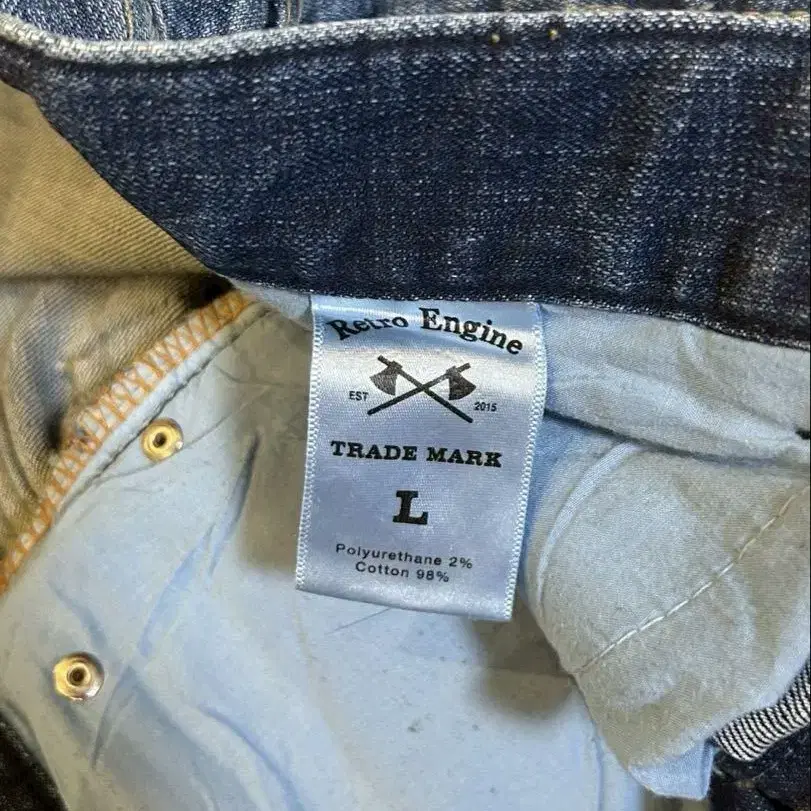 Retro Engine
EST 2015
TRADE MARK
L
Polyurethane 2%
Cotton 98%